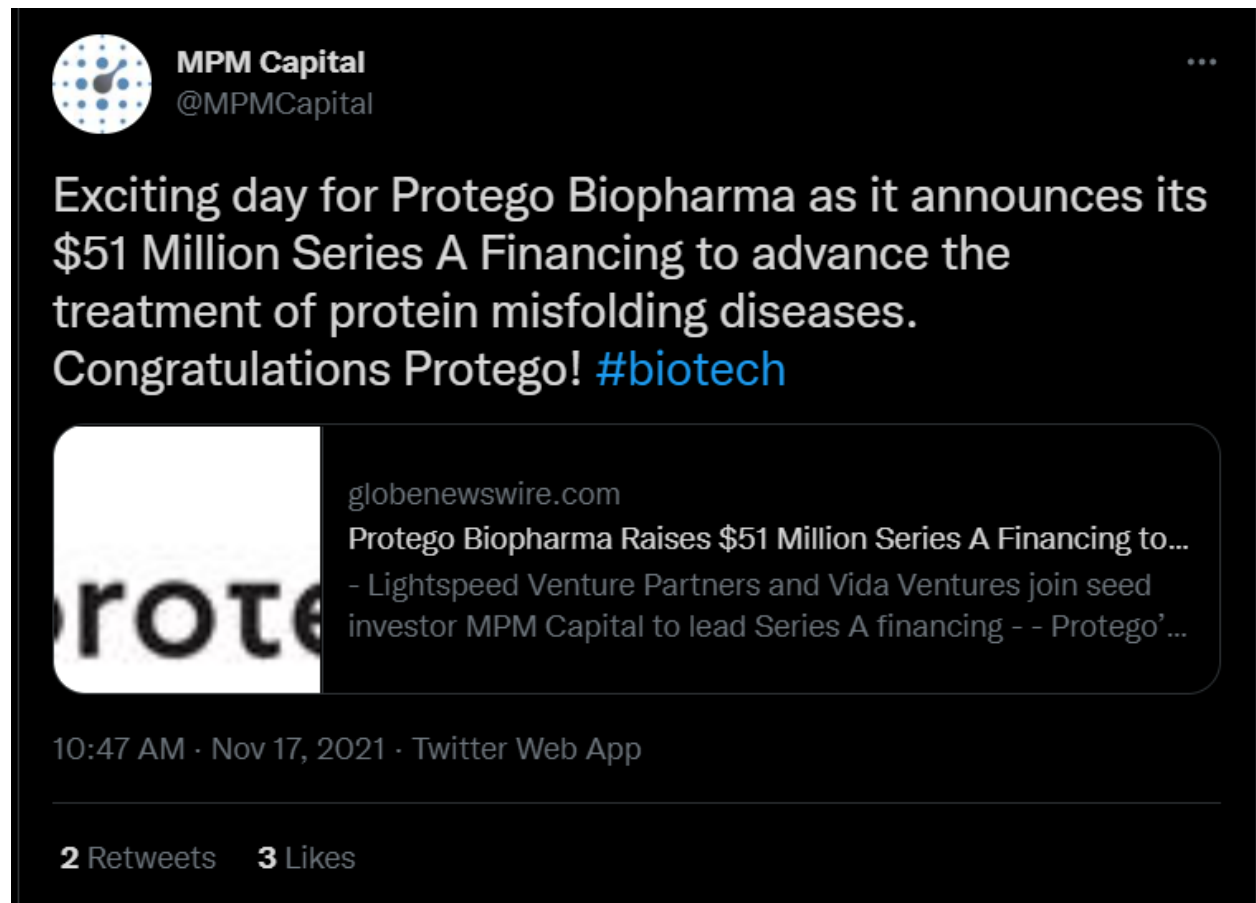 MPM Capital
@MPMCapital
Exciting day for Protego Biopharma as it announces its
$51 Million Series A Financing to advance the
treatment of protein misfolding diseases.
Congratulations Protego! #biotech
rote
globenewswire.com
Protego Biopharma Raises $51 Million Series A Financing to...
- Lightspeed Venture Partners and Vida Ventures join seed
investor MPM Capital to lead Series A financing - - Protego’...
10:47 AM · Nov 17, 2021 · Twitter Web App
2 Retweets 3 Likes